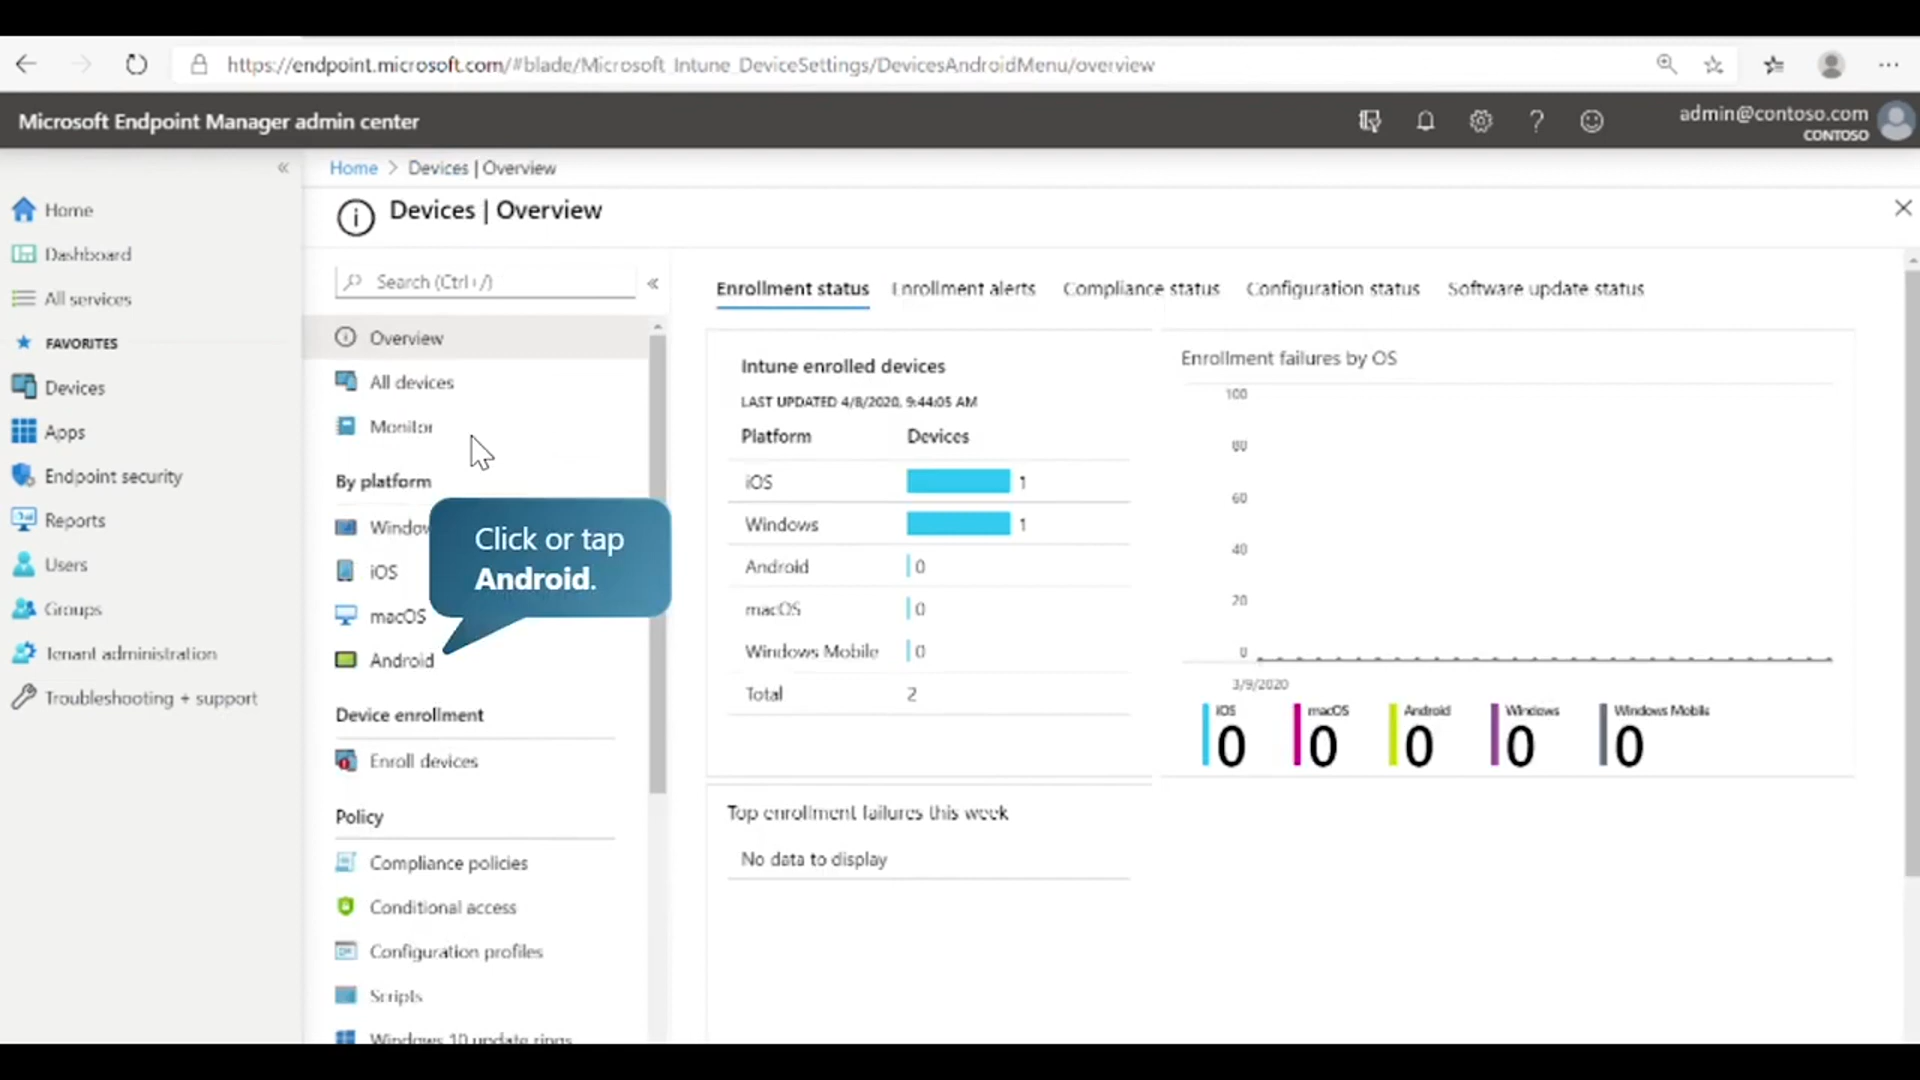 https://endpoint.microsoft.com/#blade/Microsoft_Intune_DeviceSettings/DevicesAndroidMenu/overview
Microsoft Endpoint Manager admin center
admin@contoso.com
CONTOSO
Home > Devices | Overview
Devices | Overview
Home
Dashboard
All services
FAVORITES
Devices
Apps
Endpoint security
Reports
Users
Groups
Tenant administration
Troubleshooting + support
Search (Ctrl+/)
Overview
All devices
Monitor
By platform
Window
iOS
macOS
Android
Click or tap
Android.
Device enrollment
Enroll devices
Policy
Compliance policies
Conditional access
Configuration profiles
Scripts
Windows 10 update rings
Enrollment status
Enrollment alerts
Compliance status
Configuration status
Software update status
Intune enrolled devices
LAST UPDATED 4/8/2020, 9:44:05 AM
Platform Devices
iOS 1
Windows 1
Android 0
macOS 0
Windows Mobile 0
Total 2
Enrollment failures by OS
100
80
60
40
20
0
3/9/2020
iOS 0
macOS 0
Android 0
Windows 0
Windows Mobile 0
Top enrollment failures this week
No data to display